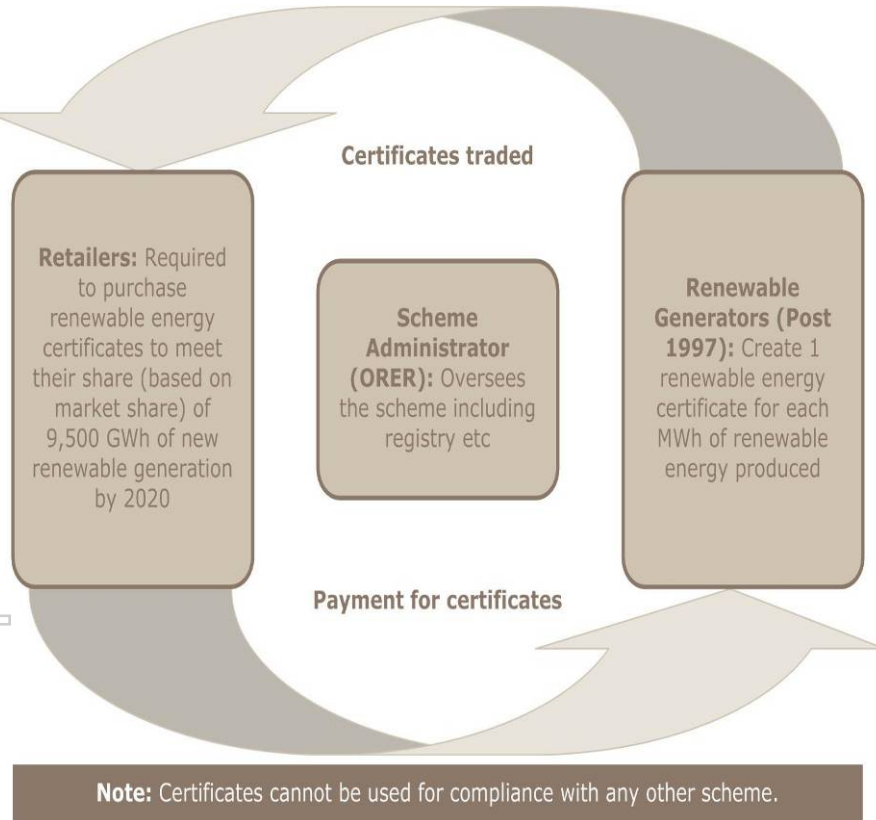 Certificates traded
Retailers: Required
to purchase
renewable energy
certificates to meet
their share (based on
market share) of
9,500 GWh of new
renewable generation
by 2020
Scheme
Administrator
(ORER): Oversees
the scheme including
registry etc
Renewable
Generators (Post
1997): Create 1
renewable energy
certificate for each
MWh of renewable
energy produced
Payment for certificates
Note: Certificates cannot be used for compliance with any other scheme.